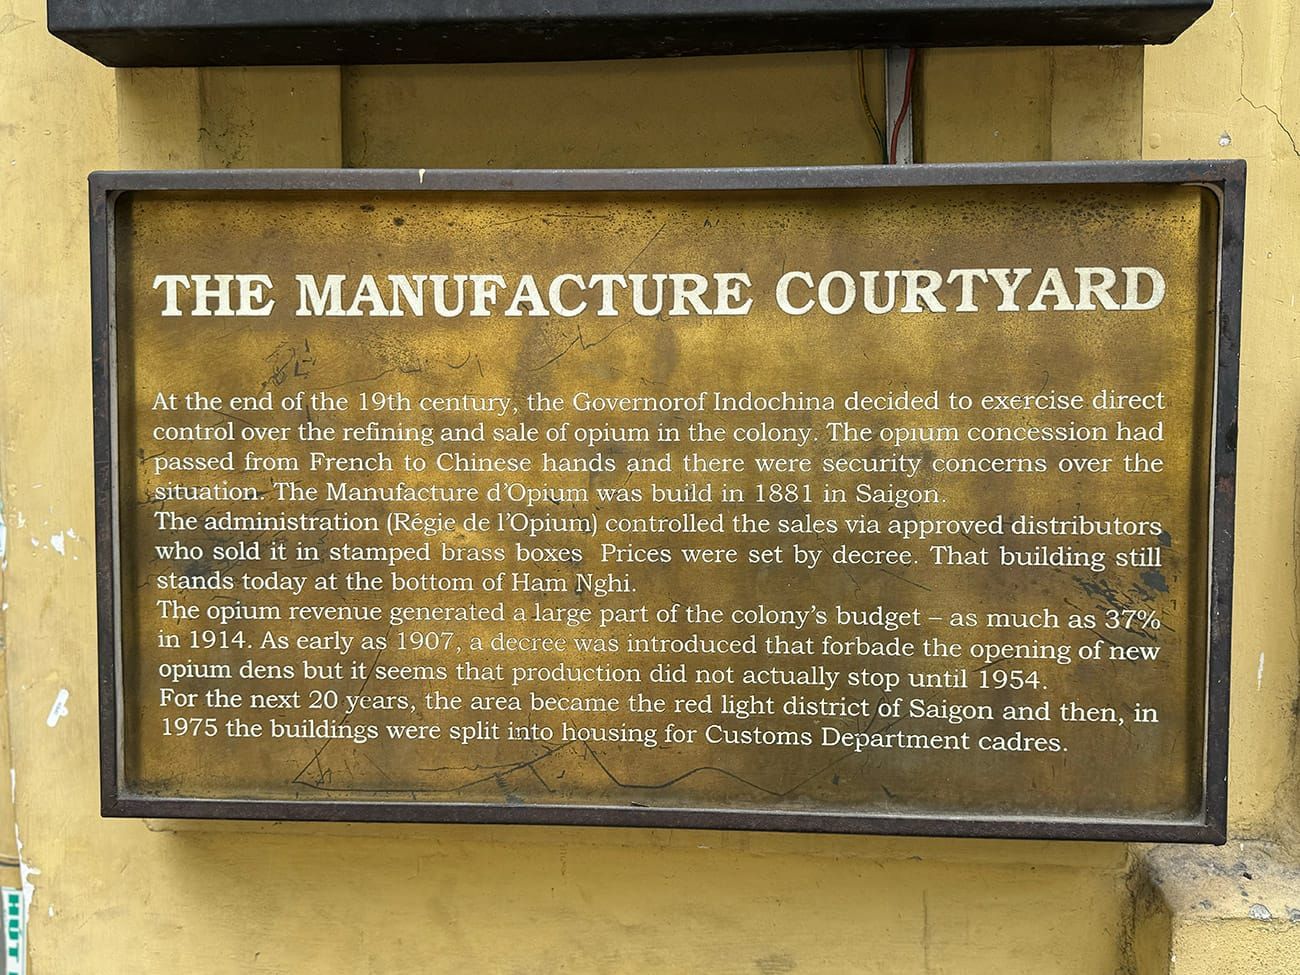 THE MANUFACTURE COURTYARD
At the end of the 19th century, the Governorof Indochina decided to exercise direct
control over the refining and sale of opium in the colony. The opium concession had
passed from French to Chinese hands and there were security concerns over the
situation. The Manufacture d'Opium was build in 1881 in Saigon.
The administration (Régie de l'Opium) controlled the sales via approved distributors
who sold it in stamped brass boxes Prices were set by decree. That building still
stands today at the bottom of Ham Nghi.
The opium revenue generated a large part of the colony's budget – as much as 37%
in 1914. As early as 1907, a decree was introduced that forbade the opening of new
opium dens but it seems that production did not actually stop until 1954.
For the next 20 years, the area became the red light district of Saigon and then, in
1975 the buildings were split into housing for Customs Department cadres.
HUT